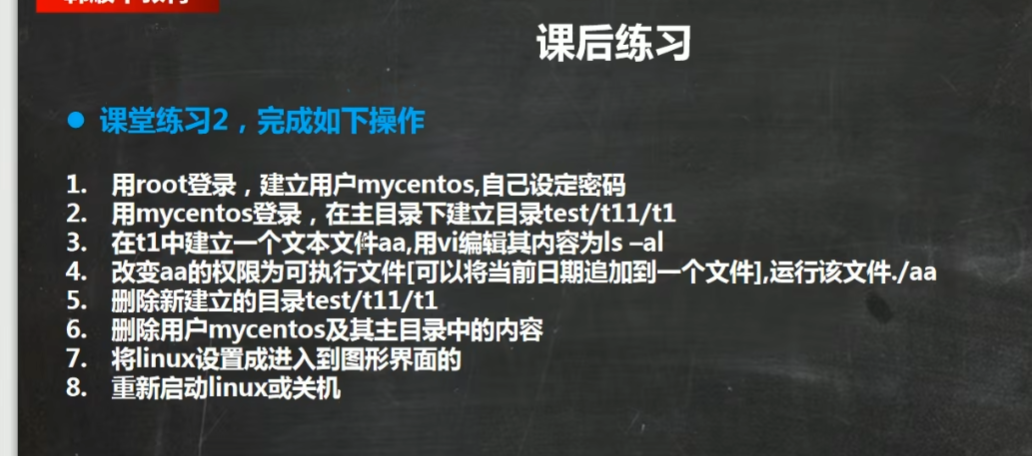 课后练习
● 课堂练习2，完成如下操作
1. 用root登录，建立用户mycentos,自己设定密码
2. 用mycentos登录，在主目录下建立目录test/t11/t1
3. 在t1中建立一个文本文件aa,用vi编辑其内容为ls –al
4. 改变aa的权限为可执行文件[可以将当前日期追加到一个文件],运行该文件./aa
5. 删除新建立的目录test/t11/t1
6. 删除用户mycentos及其主目录中的内容
7. 将linux设置成进入到图形界面的
8. 重新启动linux或关机